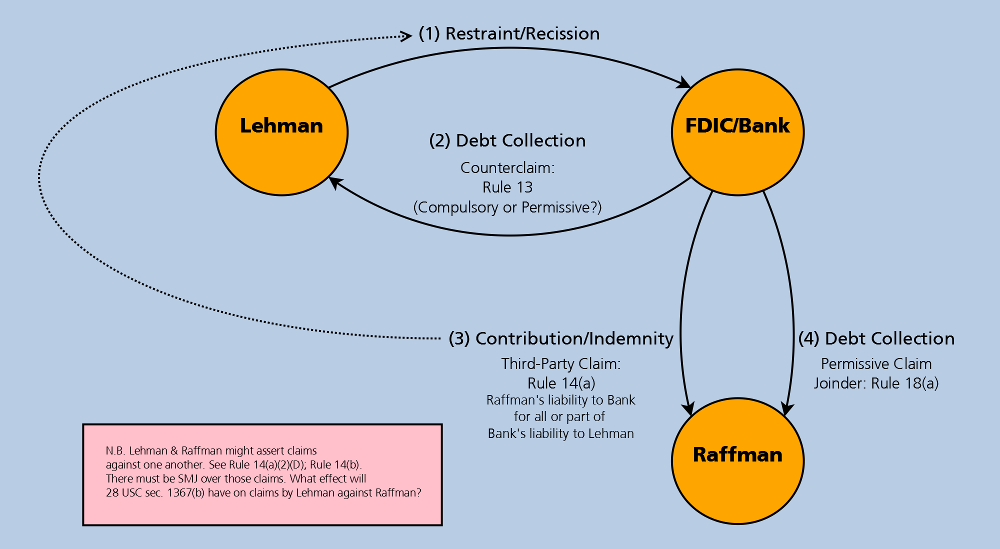 (1) Restraint/Recission
Lehman
FDIC/Bank
(2) Debt Collection
Counterclaim:
Rule 13
(Compulsory or Permissive?)
(3) Contribution/Indemnity
Third-Party Claim:
Rule 14(a)
Raffman's liability to Bank
for all or part of
Bank's liability to Lehman
(4) Debt Collection
Permissive Claim
Joinder: Rule 18(a)
Raffman
N.B. Lehman & Raffman might assert claims
against one another. See Rule 14(a)(2)(D); Rule 14(b).
There must be SMJ over those claims. What effect will
28 USC sec. 1367(b) have on claims by Lehman against Raffman?